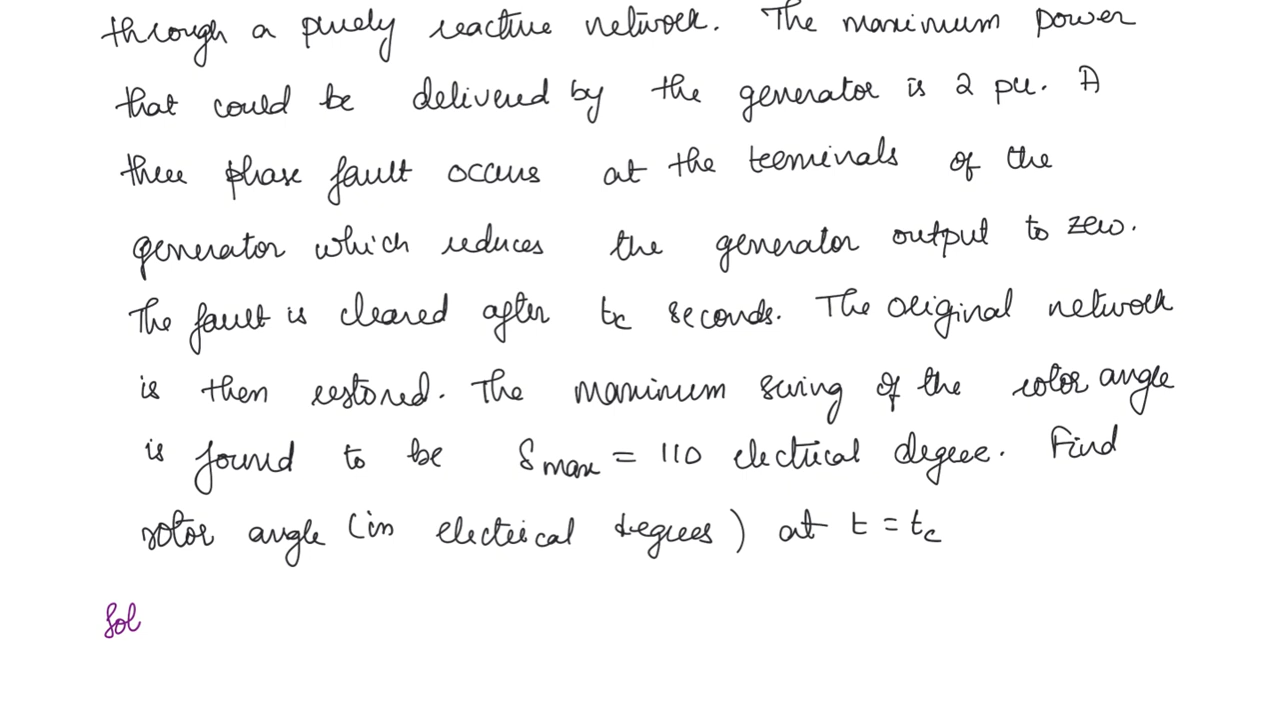 through a purely reactive network. The maximum power
that could be delivered by the generator is 2 pu. A
three phase fault occurs at the terminals of the
generator which reduces the generator output to zero.
The fault is cleared after tc seconds. The original network
is then restored. The maximum swing of the rotor angle
is found to be δmax = 110 electrical degree. Find
rotor angle (in electrical degrees) at t = tc
Sol